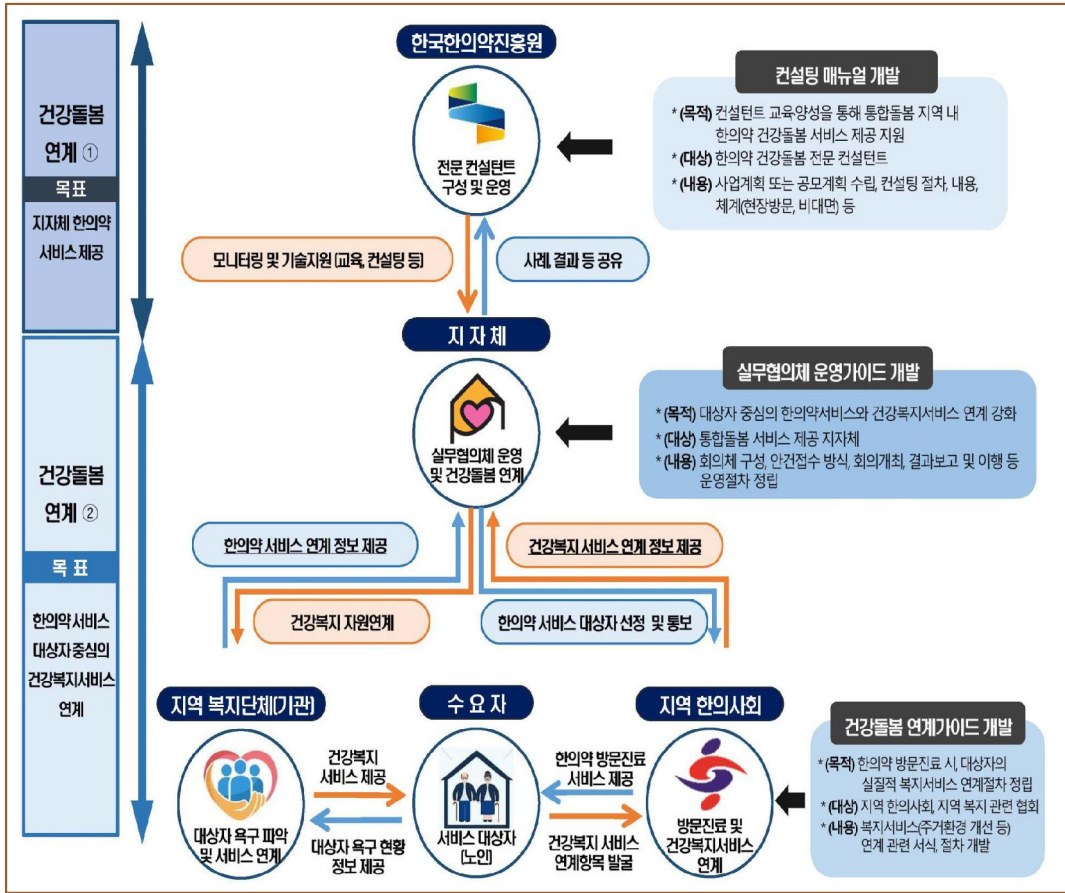 건강돌봄
연계 ①
목표
지자체 한의약
서비스 제공
한국한의약진흥원
전문 컨설턴트
구성 및 운영
컨설팅 매뉴얼 개발
* (목적) 컨설턴트 교육양성을 통해 통합돌봄 지역 내
한의약 건강돌봄 서비스 제공 지원
* (대상) 한의약 건강돌봄 전문 컨설턴트
* (내용) 사업계획 또는 공모계획 수립, 컨설팅 절차, 내용,
체계(현장방문, 비대면) 등
모니터링 및 기술지원 (교육, 컨설팅 등)
사례, 결과 등 공유
건강돌봄
연계 ②
목 표
한의약 서비스
대상자 중심의
건강복지서비스
연계
지 자 체
실무협의체 운영
및 건강돌봄 연계
실무협의체 운영가이드 개발
* (목적) 대상자 중심의 한의약서비스와 건강복지서비스 연계 강화
* (대상) 통합돌봄 서비스 제공 지자체
* (내용) 회의체 구성, 안건접수 방식, 회의개최, 결과보고 및 이행 등
운영절차 정립
한의약 서비스 연계 정보 제공
건강복지 서비스 연계 정보 제공
건강복지 자원연계
한의약 서비스 대상자 선정 및 통보
지역 복지단체(기관)
대상자 욕구 파악
및 서비스 연계
건강복지
서비스 제공
대상자 욕구 현황
정보 제공
수 요 자
서비스 대상자
(노인)
한의약 방문진료
서비스 제공
건강복지 서비스
연계항목 발굴
지역 한의사회
방문진료 및
건강복지서비스
연계
건강돌봄 연계가이드 개발
* (목적) 한의약 방문진료 시, 대상자의
실질적 복지서비스 연계절차 정립
* (대상) 지역 한의사회, 지역 복지 관련 협회
* (내용) 복지서비스(주거환경 개선 등)
연계 관련 서식, 절차 개발